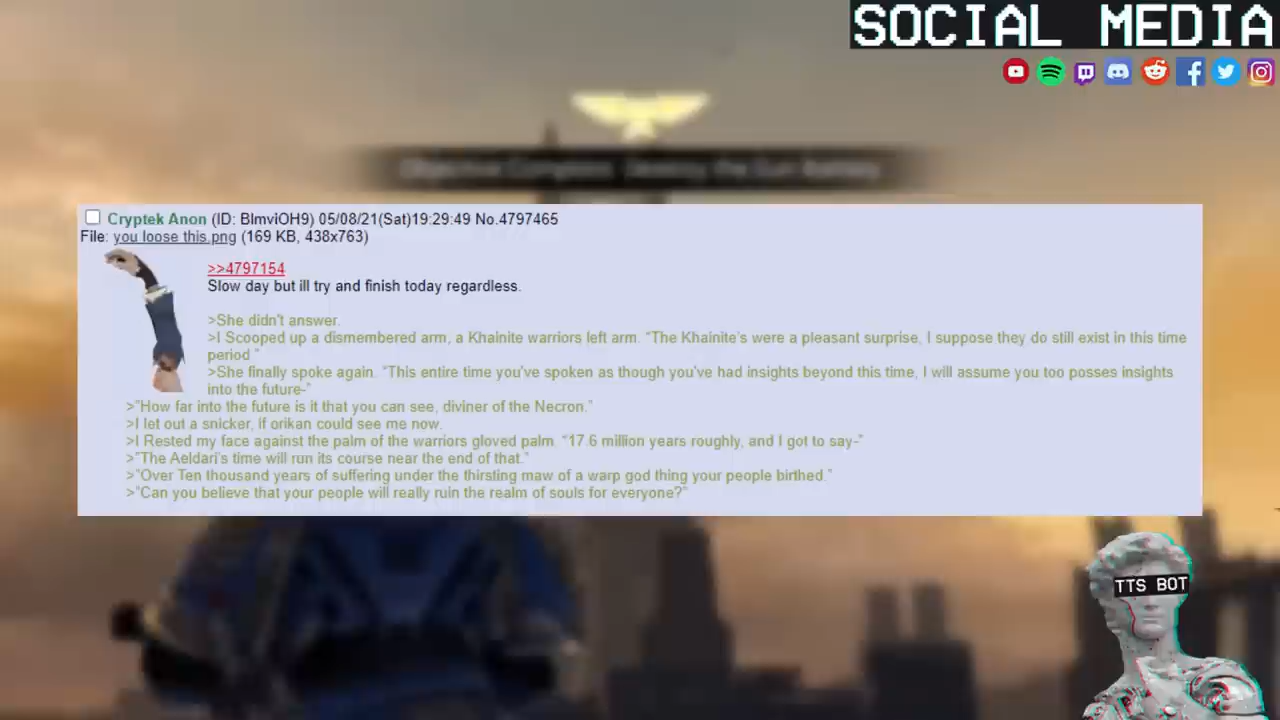 SOCIAL MEDIA
Objective Complete: Destroy the Gun Battery
Cryptek Anon (ID: BlmviOH9) 05/08/21(Sat)19:29:49 No.4797465
File: you loose this.png (169 KB, 438x763)
>>4797154
Slow day but ill try and finish today regardless.
>She didn't answer.
>I Scooped up a dismembered arm, a Khainite warriors left arm. “The Khainite's were a pleasant surprise, I suppose they do still exist in this time
period ”
>She finally spoke again. “This entire time you've spoken as though you've had insights beyond this time, I will assume you too posses insights
into the future-”
>”How far into the future is it that you can see, diviner of the Necron.”
>I let out a snicker, if orikan could see me now.
>I Rested my face against the palm of the warriors gloved palm. “17.6 million years roughly, and I got to say-”
>”The Aeldari's time will run its course near the end of that.”
>”Over Ten thousand years of suffering under the thirsting maw of a warp god thing your people birthed.”
>”Can you believe that your people will really ruin the realm of souls for everyone?”
TTS BOT